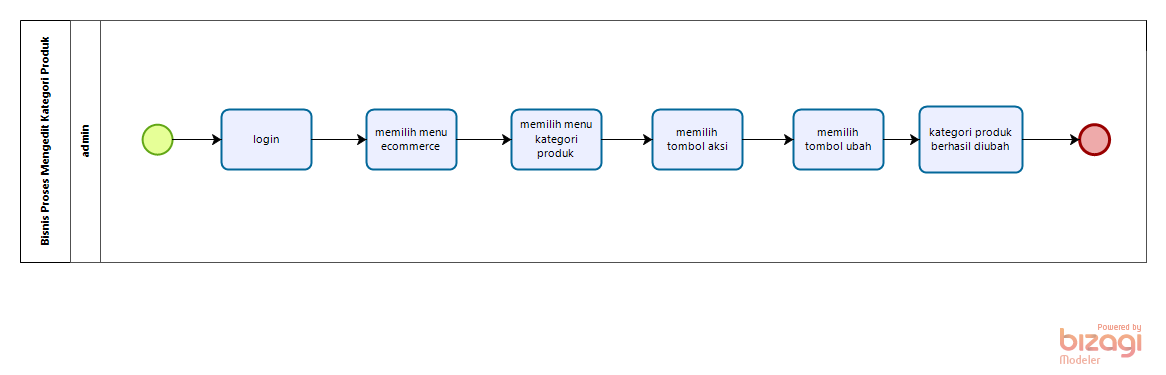 Bisnis Proses Mengedit Kategori Produk
admin
login
memilih menu
ecommerce
memilih menu
kategori
produk
memilih
tombol aksi
memilih
tombol ubah
kategori produk
berhasil diubah
Powered by
bizagi
Modeler